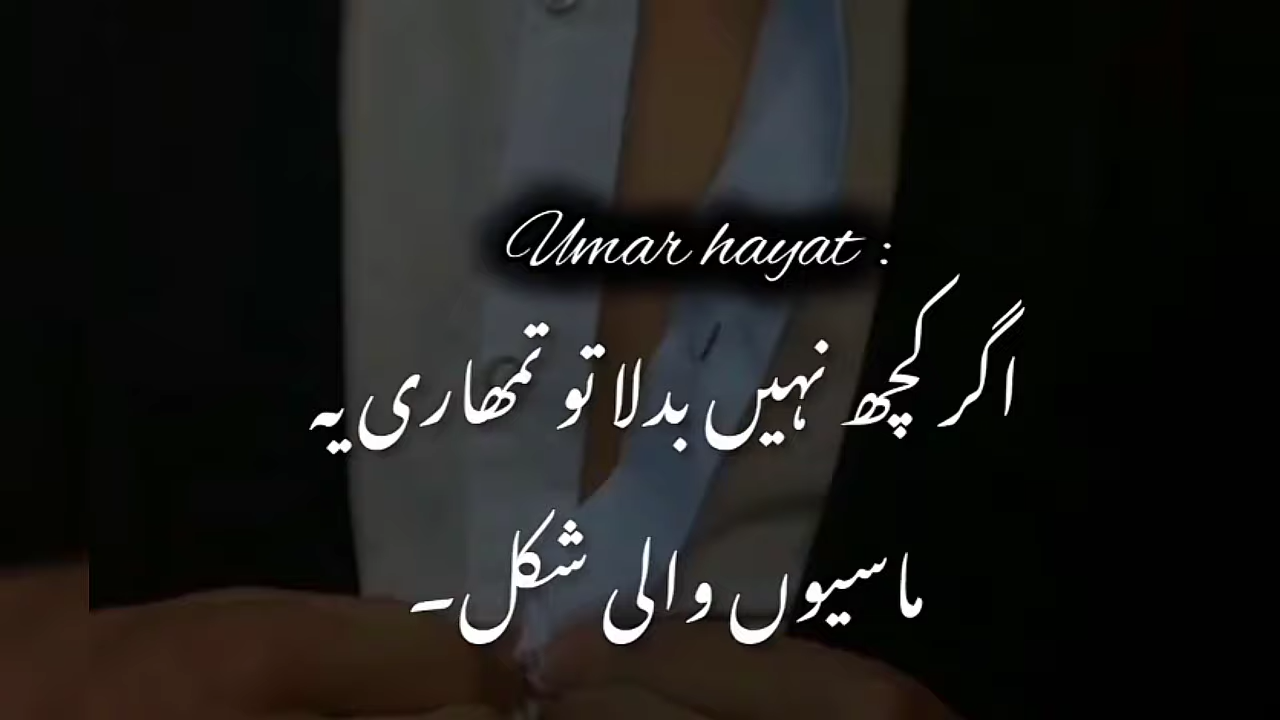 Umar hayat :
اگر کچھ نہیں بدلا تو تمھاری یہ
ماسیوں والی شکل۔